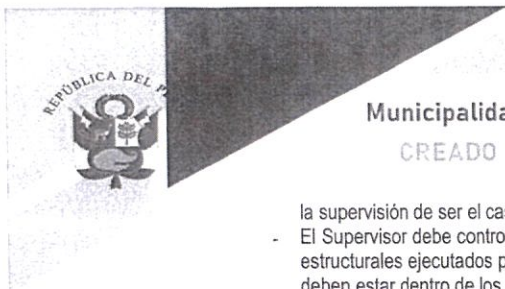 REPÚBLICA DEL P
Municipalida
CREADO
la supervisión de ser el ca
- El Supervisor debe contro
estructurales ejecutados p
deben estar dentro de los